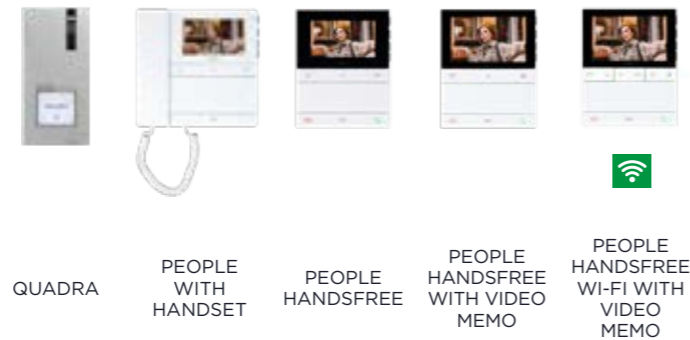 QUADRA
PEOPLE
WITH
HANDSET
PEOPLE
HANDSFREE
PEOPLE
HANDSFREE
WITH VIDEO
MEMO
PEOPLE
HANDSFREE
WI-FI WITH
VIDEO
MEMO